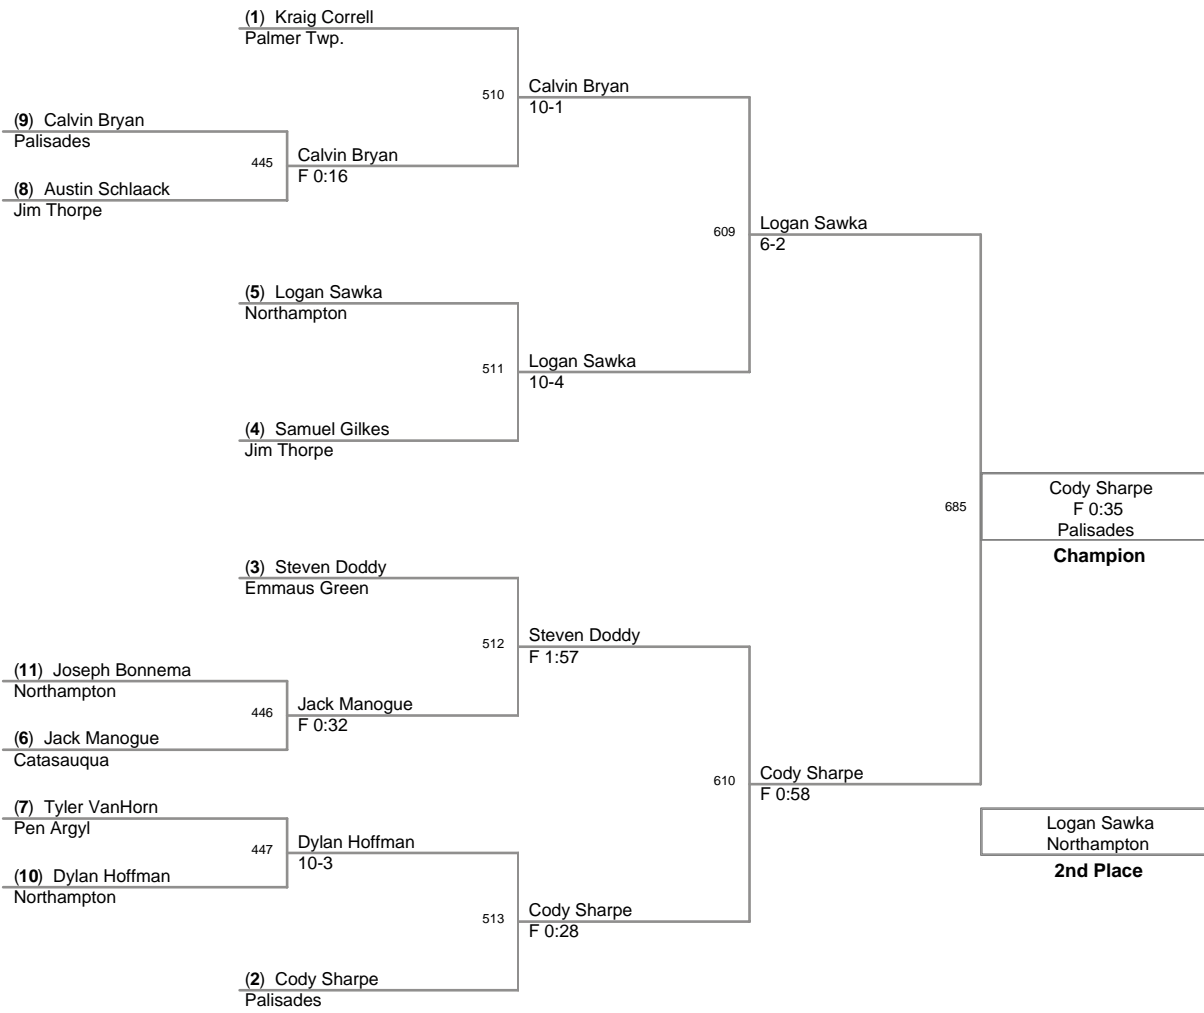 (1) Kraig Correll
Palmer Twp.
510
Calvin Bryan
10-1
(9) Calvin Bryan
Palisades
445
Calvin Bryan
F 0:16
(8) Austin Schlaack
Jim Thorpe
609
Logan Sawka
6-2
(5) Logan Sawka
Northampton
511
Logan Sawka
10-4
(4) Samuel Gilkes
Jim Thorpe
685
Cody Sharpe
F 0:35
Palisades
Champion
(3) Steven Doddy
Emmaus Green
512
Steven Doddy
F 1:57
(11) Joseph Bonnema
Northampton
446
Jack Manogue
F 0:32
(6) Jack Manogue
Catasauqua
610
Cody Sharpe
F 0:58
(7) Tyler VanHorn
Pen Argyl
447
Dylan Hoffman
10-3
(10) Dylan Hoffman
Northampton
Logan Sawka
Northampton
2nd Place
513
Cody Sharpe
F 0:28
(2) Cody Sharpe
Palisades